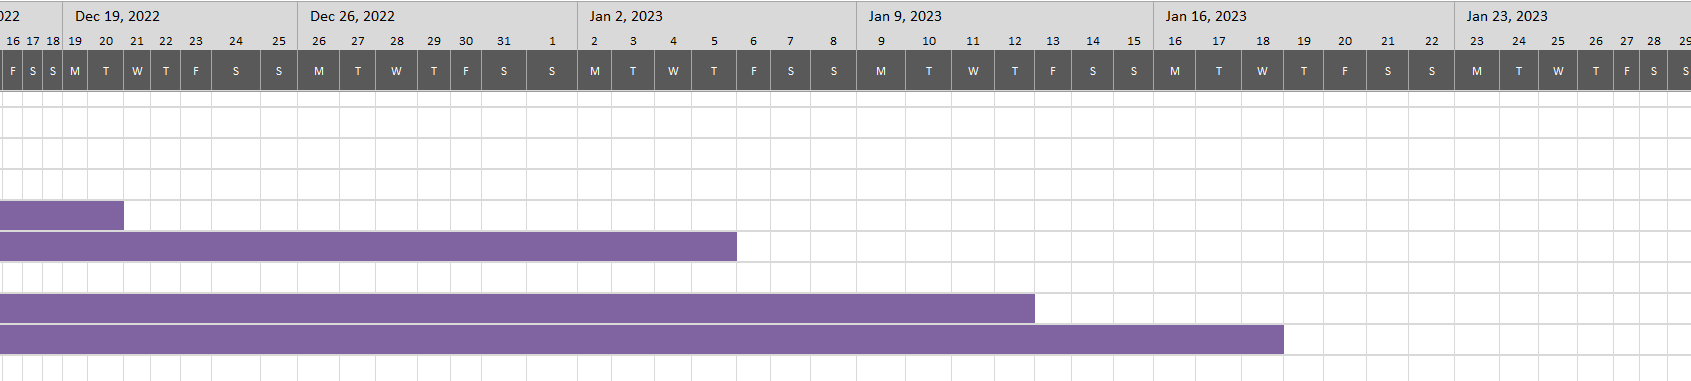 022 Dec 19, 2022 Dec 26, 2022 Jan 2, 2023 Jan 9, 2023 Jan 16, 2023 Jan 23, 2023
16 17 18 19 20 21 22 23 24 25 26 27 28 29 30 31 1 2 3 4 5 6 7 8 9 10 11 12 13 14 15 16 17 18 19 20 21 22 23 24 25 26 27 28 29
F S S M T W T F S S M T W T F S S M T W T F S S M T W T F S S M T W T F S S M T W T F S S